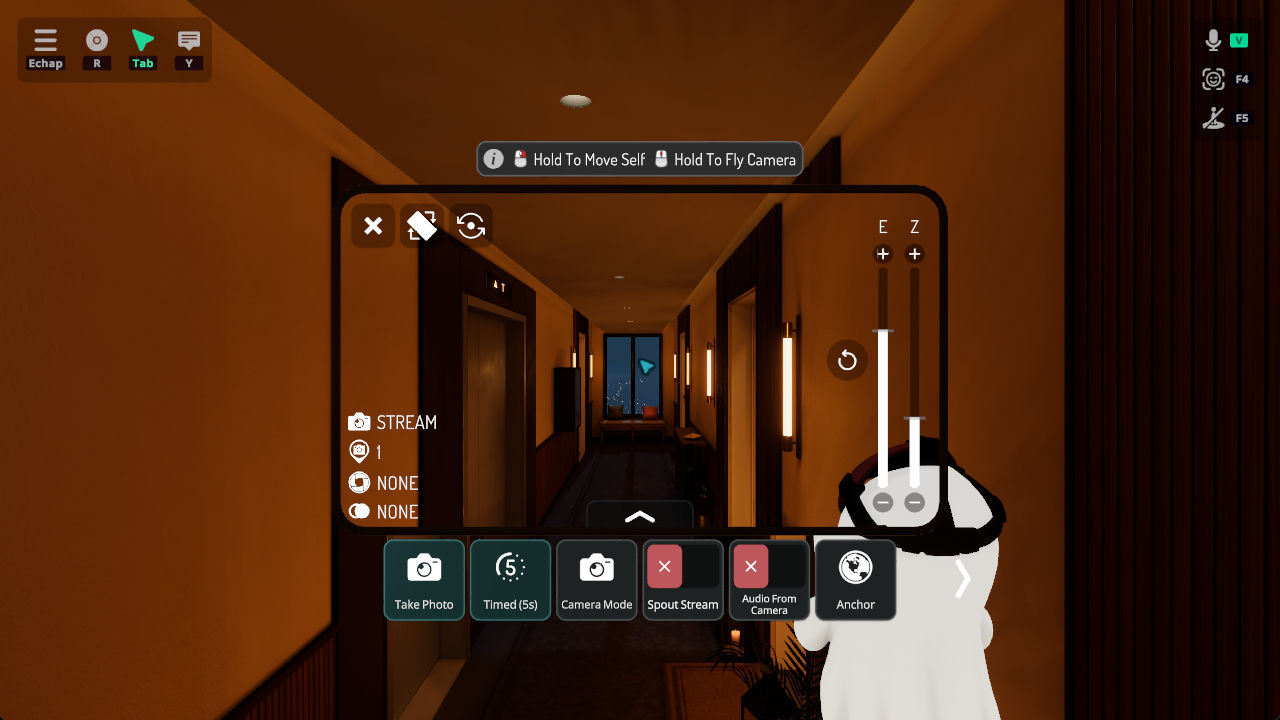 Echap
R
Tab
Y
V
F4
F5
Hold To Move Self Hold To Fly Camera
E Z
STREAM
1
NONE
NONE
5
Take Photo
Timed (5s)
Camera Mode
Spout Stream
Audio From
Camera
Anchor